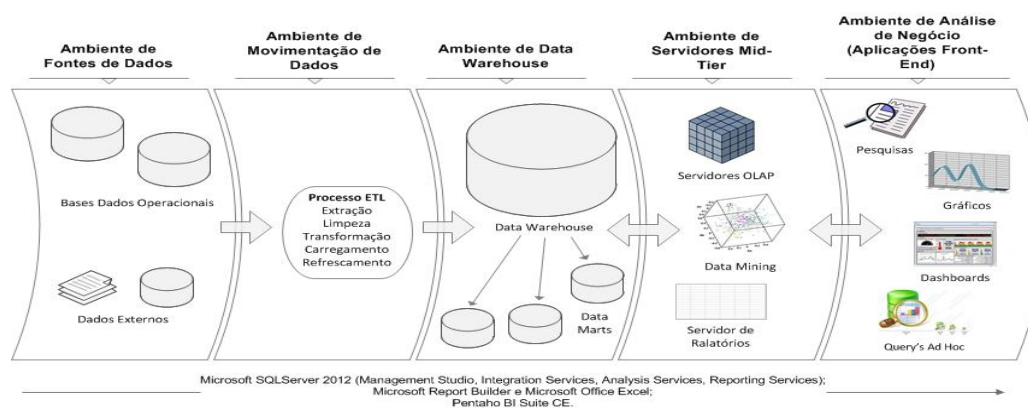 Ambiente de
Fontes de Dados
Ambiente de
Movimentação de
Dados
Ambiente de Data
Warehouse
Ambiente de
Servidores Mid-
Tier
Ambiente de Análise
de Negócio
(Aplicações Front-
End)
Bases Dados Operacionais
Dados Externos
Processo ETL
Extração
Limpeza
Transformação
Carregamento
Refrescamento
Data Warehouse
Data
Marts
Servidores OLAP
Data Mining
Servidor de
Ralatórios
Pesquisas
Gráficos
Dashboards
Query's Ad Hoc
Microsoft SQLServer 2012 (Management Studio, Integration Services, Analysis Services, Reporting Services);
Microsoft Report Builder e Microsoft Office Excel;
Pentaho BI Suite CE.